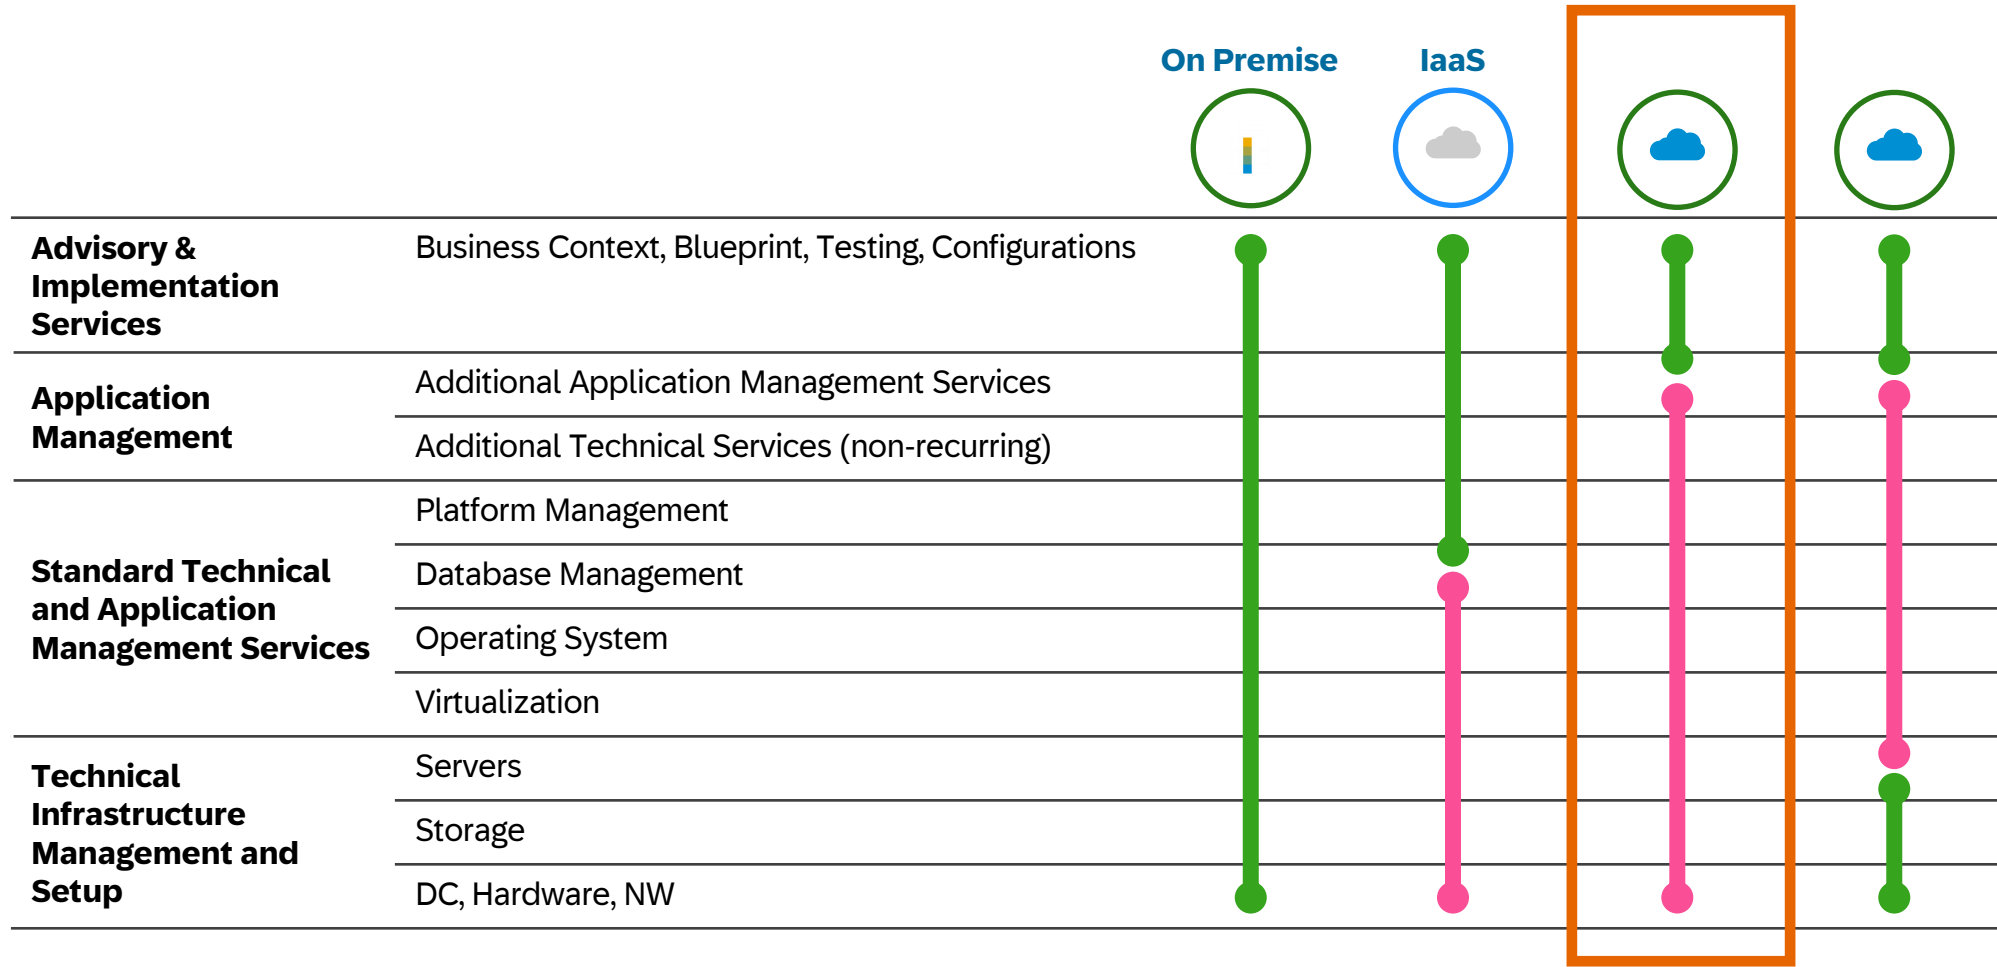 On Premise
IaaS
Advisory &
Implementation
Services
Business Context, Blueprint, Testing, Configurations
Application
Management
Additional Application Management Services
Additional Technical Services (non-recurring)
Standard Technical
and Application
Management Services
Platform Management
Database Management
Operating System
Virtualization
Technical
Infrastructure
Management and
Setup
Servers
Storage
DC, Hardware, NW